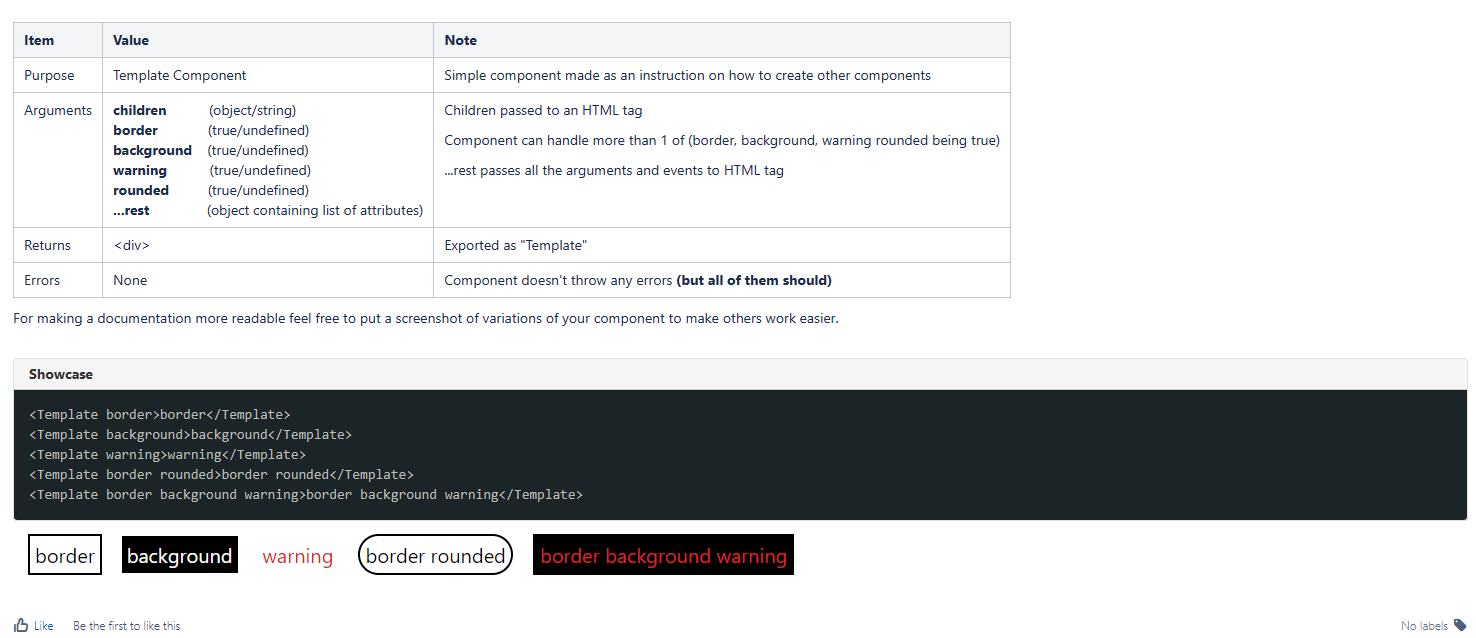 Item Value Note
Purpose Template Component Simple component made as an instruction on how to create other components
Arguments children (object/string) Children passed to an HTML tag
border (true/undefined)
Component can handle more than 1 of (border, background, warning rounded being true)
background (true/undefined)
warning (true/undefined) ...rest passes all the arguments and events to HTML tag
rounded (true/undefined)
...rest (object containing list of attributes)
Returns <div> Exported as "Template"
Errors None Component doesn't throw any errors (but all of them should)
For making a documentation more readable feel free to put a screenshot of variations of your component to make others work easier.
Showcase
<Template border>border</Template>
<Template background>background</Template>
<Template warning>warning</Template>
<Template border rounded>border rounded</Template>
<Template border background warning>border background warning</Template>
border background warning border rounded border background warning
Like Be the first to like this No labels